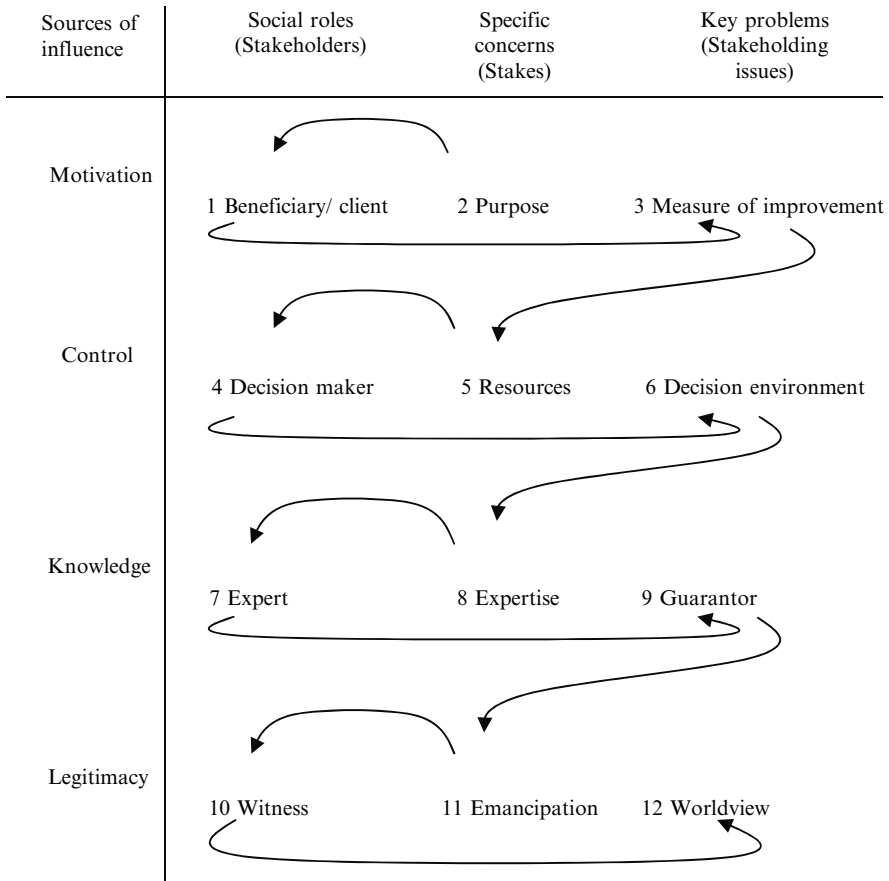 Sources of influence
Social roles (Stakeholders)
Specific concerns (Stakes)
Key problems (Stakeholding issues)
Motivation
1 Beneficiary/ client
2 Purpose
3 Measure of improvement
Control
4 Decision maker
5 Resources
6 Decision environment
Knowledge
7 Expert
8 Expertise
9 Guarantor
Legitimacy
10 Witness
11 Emancipation
12 Worldview